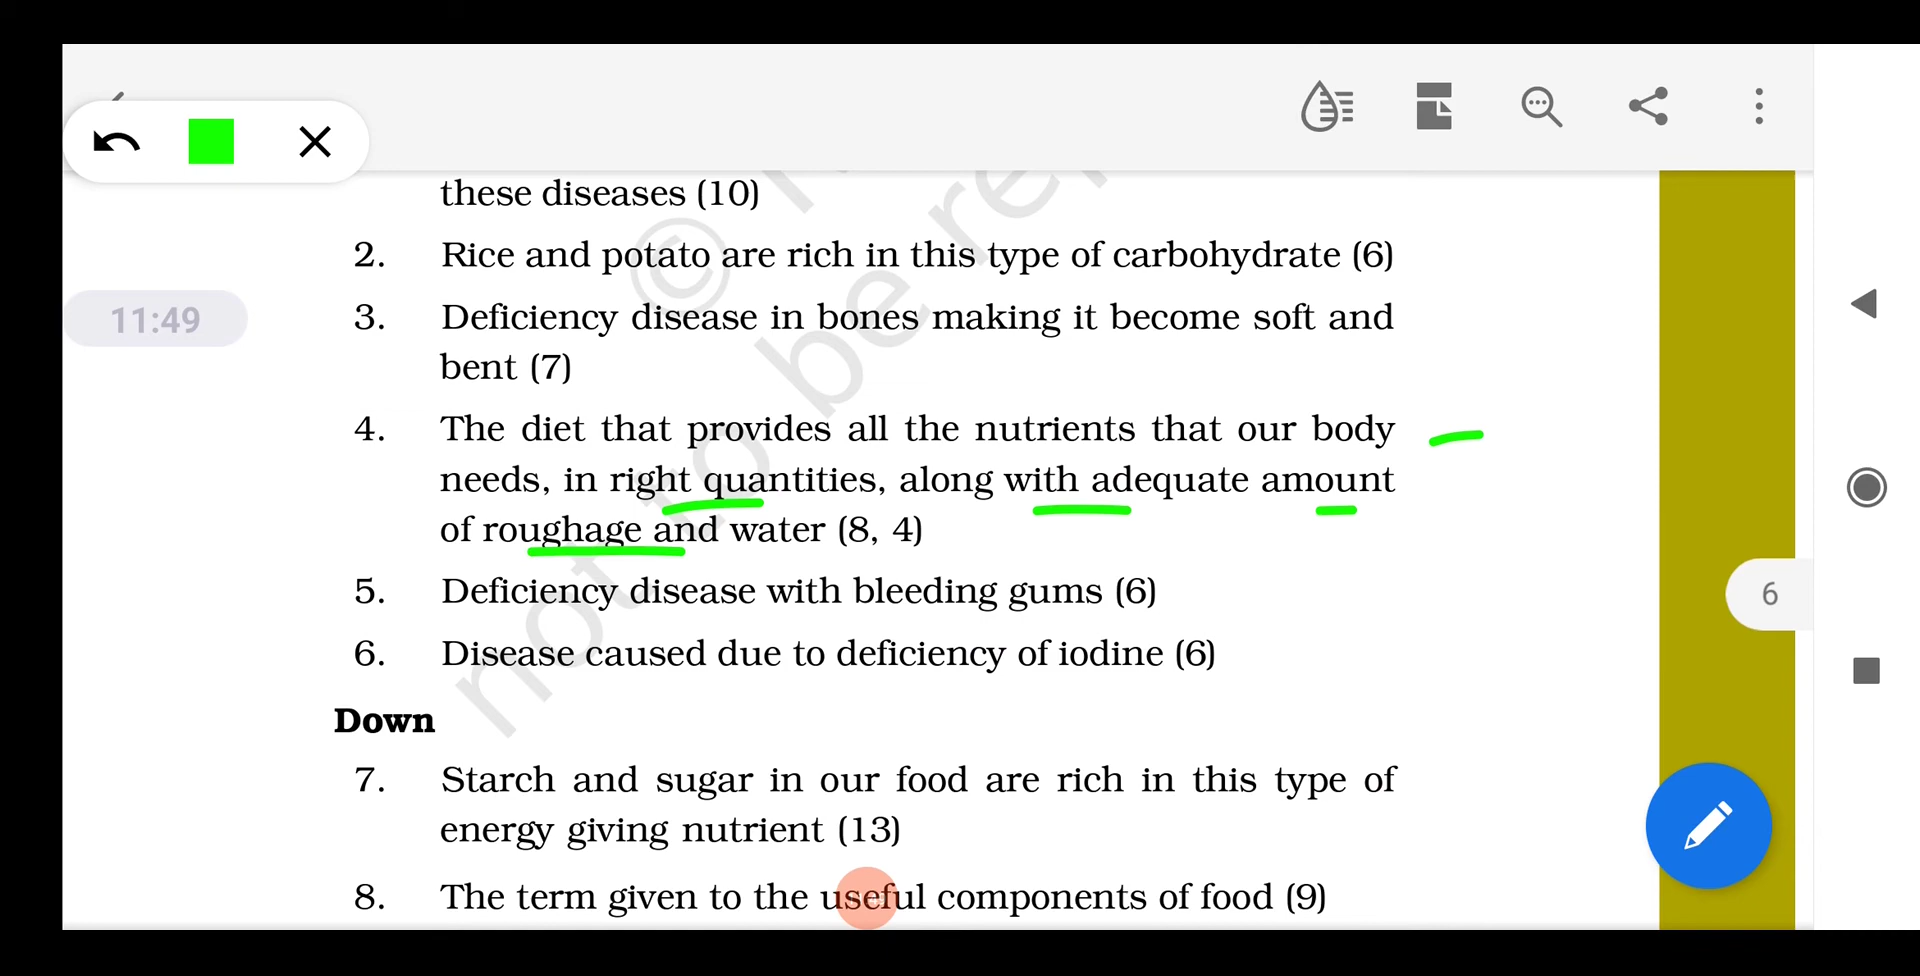 these diseases (10)
2. Rice and potato are rich in this type of carbohydrate (6)
11:49
3. Deficiency disease in bones making it become soft and
bent (7)
4. The diet that provides all the nutrients that our body
needs, in right quantities, along with adequate amount
of roughage and water (8, 4)
5. Deficiency disease with bleeding gums (6)
6
6. Disease caused due to deficiency of iodine (6)
Down
7. Starch and sugar in our food are rich in this type of
energy giving nutrient (13)
8. The term given to the useful components of food (9)
©
not to be re